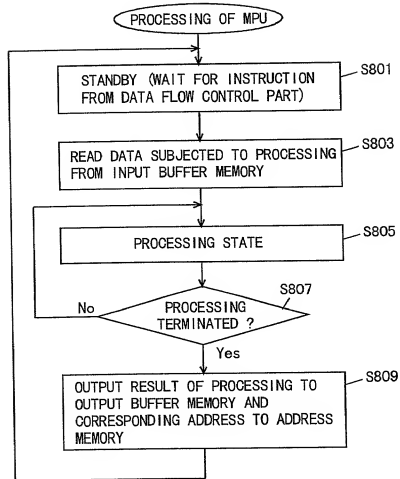 PROCESSING OF MPU
STANDBY (WAIT FOR INSTRUCTION
FROM DATA FLOW CONTROL PART)
S801
READ DATA SUBJECTED TO PROCESSING
FROM INPUT BUFFER MEMORY
S803
PROCESSING STATE
S805
PROCESSING
TERMINATED ?
S807
No
Yes
OUTPUT RESULT OF PROCESSING TO
OUTPUT BUFFER MEMORY AND
CORRESPONDING ADDRESS TO ADDRESS
MEMORY
S809